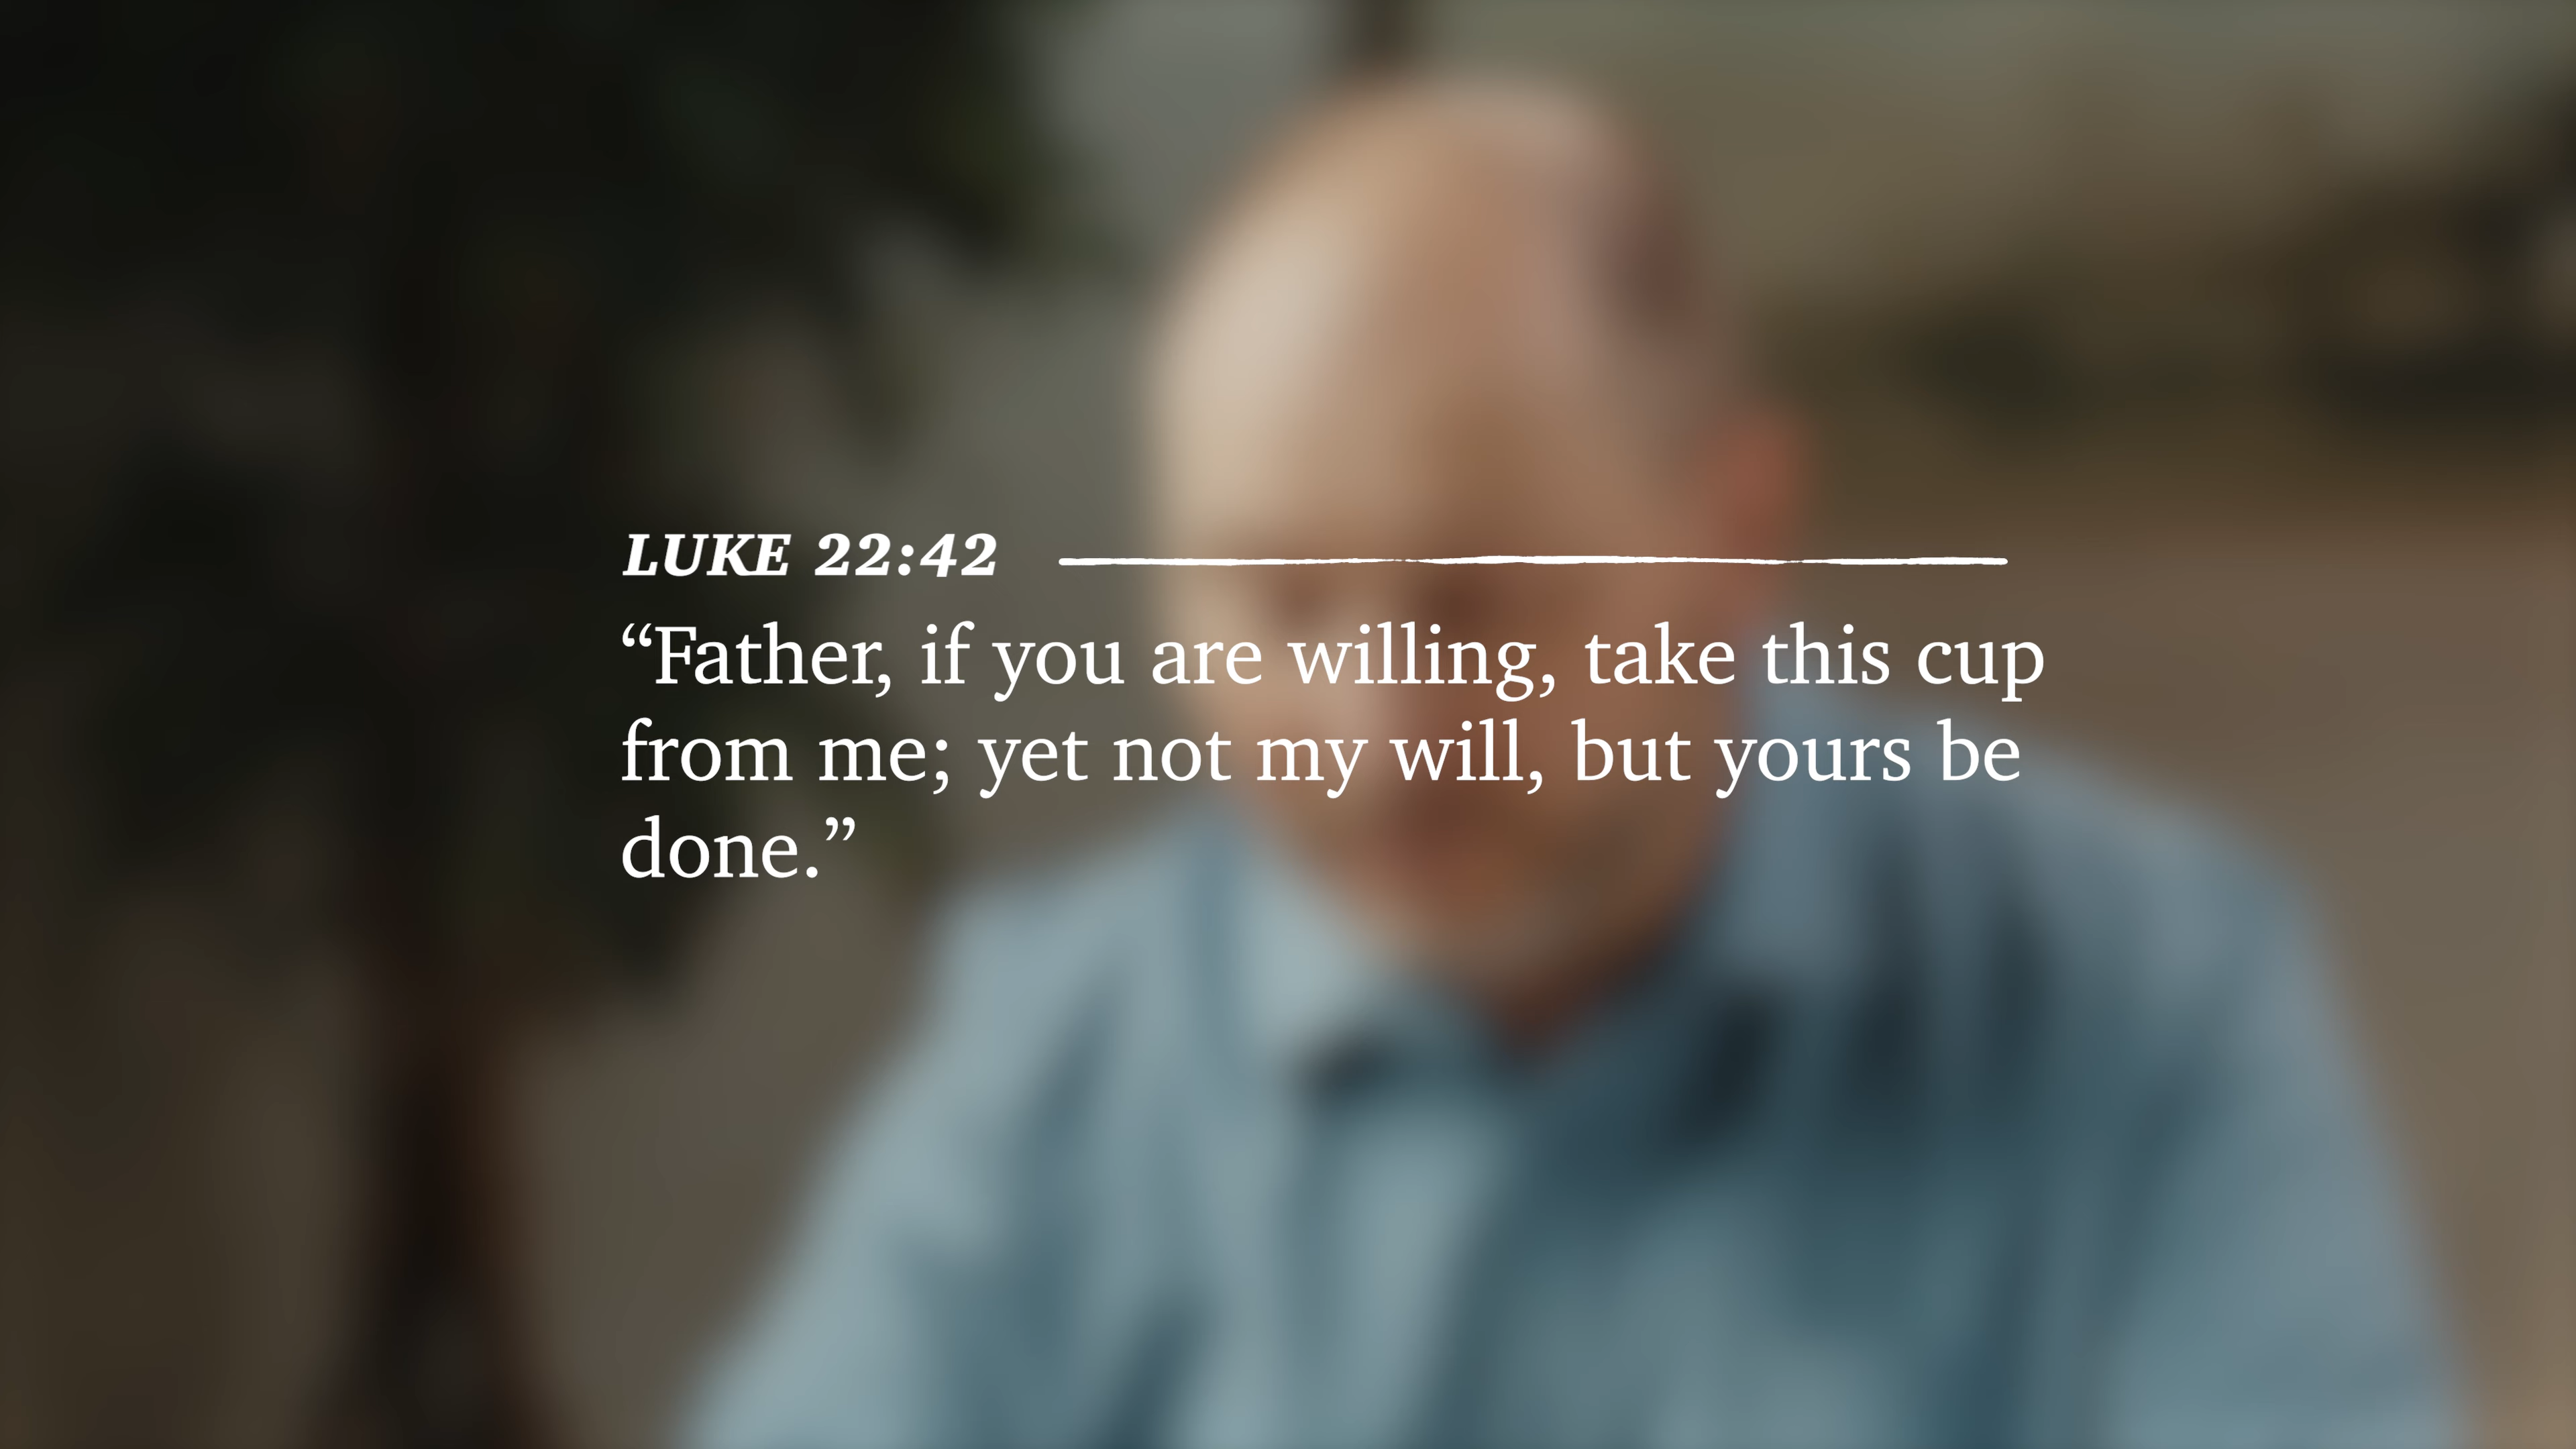 LUKE 22:42
“Father, if you are willing, take this cup
from me; yet not my will, but yours be
done.”